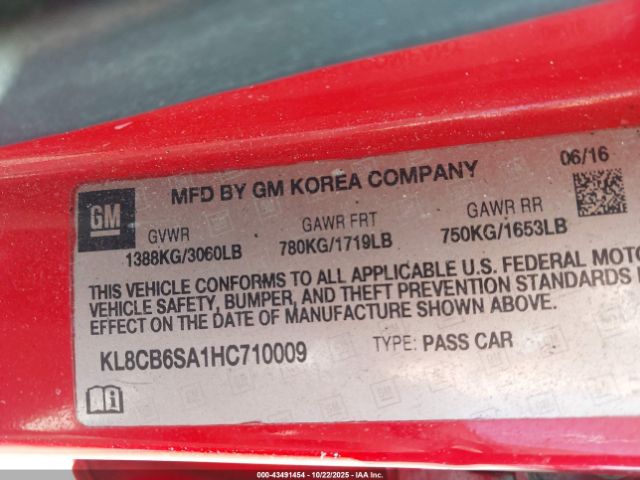 06/16
MFD BY GM KOREA COMPANY
GM
GVWR GAWR FRT GAWR RR
1388KG/3060LB 780KG/1719LB 750KG/1653LB
THIS VEHICLE CONFORMS TO ALL APPLICABLE U.S. FEDERAL MOTO
VEHICLE SAFETY, BUMPER, AND THEFT PREVENTION STANDARDS
EFFECT ON THE DATE OF MANUFACTURE SHOWN ABOVE.
KL8CB6SA1HC710009 TYPE: PASS CAR
00-43491454 - 10/22/2025 - IAA Inc.